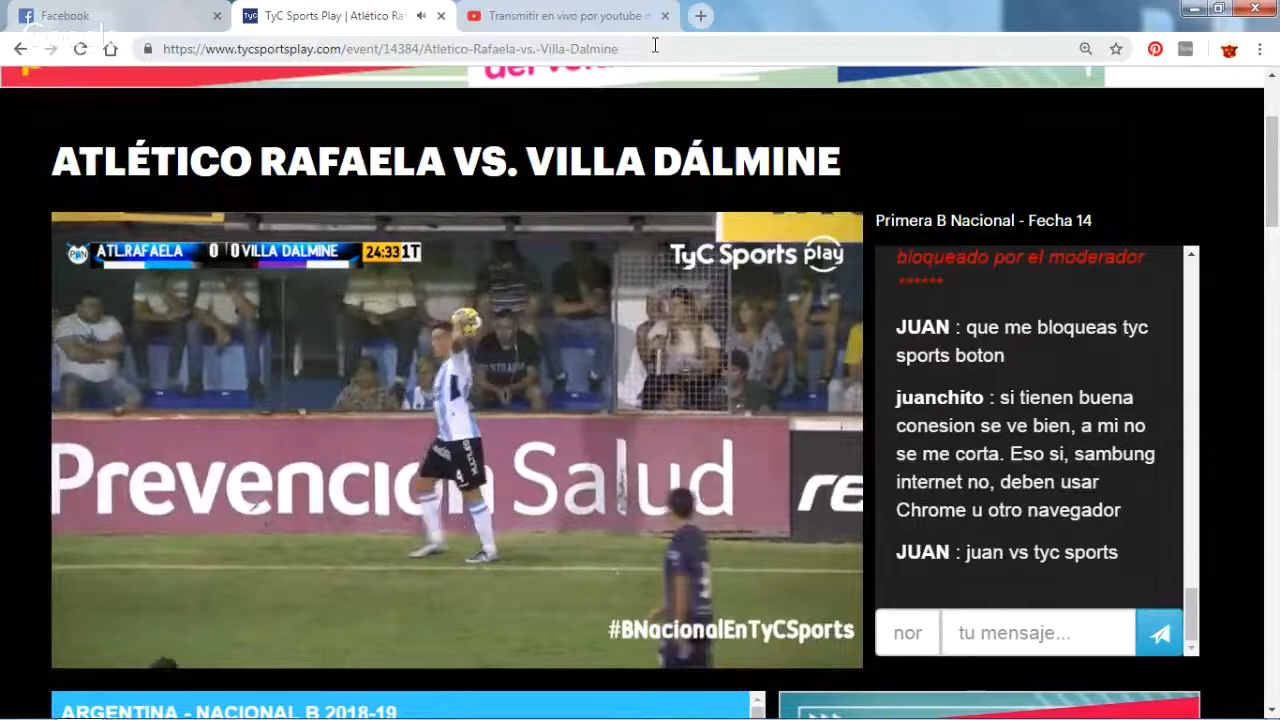 Facebook
TyC Sports Play | Atlético Ra
Transmitir en vivo por youtube d
https://www.tycsportsplay.com/event/14384/Atletico-Rafaela-vs.-Villa-Dalmine
ATLÉTICO RAFAELA VS. VILLA DÁLMINE
Primera B Nacional - Fecha 14
ATL.RAFAELA 0 0 VILLA DALMINE 24:33 1T
TyC Sports play
Prevención Salud
#BNacionalEnTyCSports
bloqueado por el moderador
******
JUAN : que me bloqueas tyc
sports boton
juanchito : si tienen buena
conesion se ve bien, a mi no
se me corta. Eso si, sambung
internet no, deben usar
Chrome u otro navegador
JUAN : juan vs tyc sports
nor
tu mensaje...
ARGENTINA - NACIONAL B 2018-19